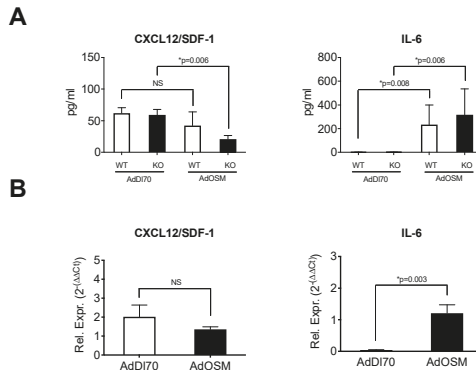 A
CXCL12/SDF-1
pg/ml
150
100
50
0
NS
*p=0.006
WT KO WT KO
AdDl70 AdOSM
IL-6
pg/ml
800
600
400
200
0
*p=0.008
*p=0.006
WT KO WT KO
AdDl70 AdOSM
B
CXCL12/SDF-1
Rel. Expr. (2-(ΔΔCt))
5
4
3
2
1
0
NS
AdDl70 AdOSM
IL-6
Rel. Expr. (2-(ΔΔCt))
3
2
1
0
*p=0.003
AdDl70 AdOSM